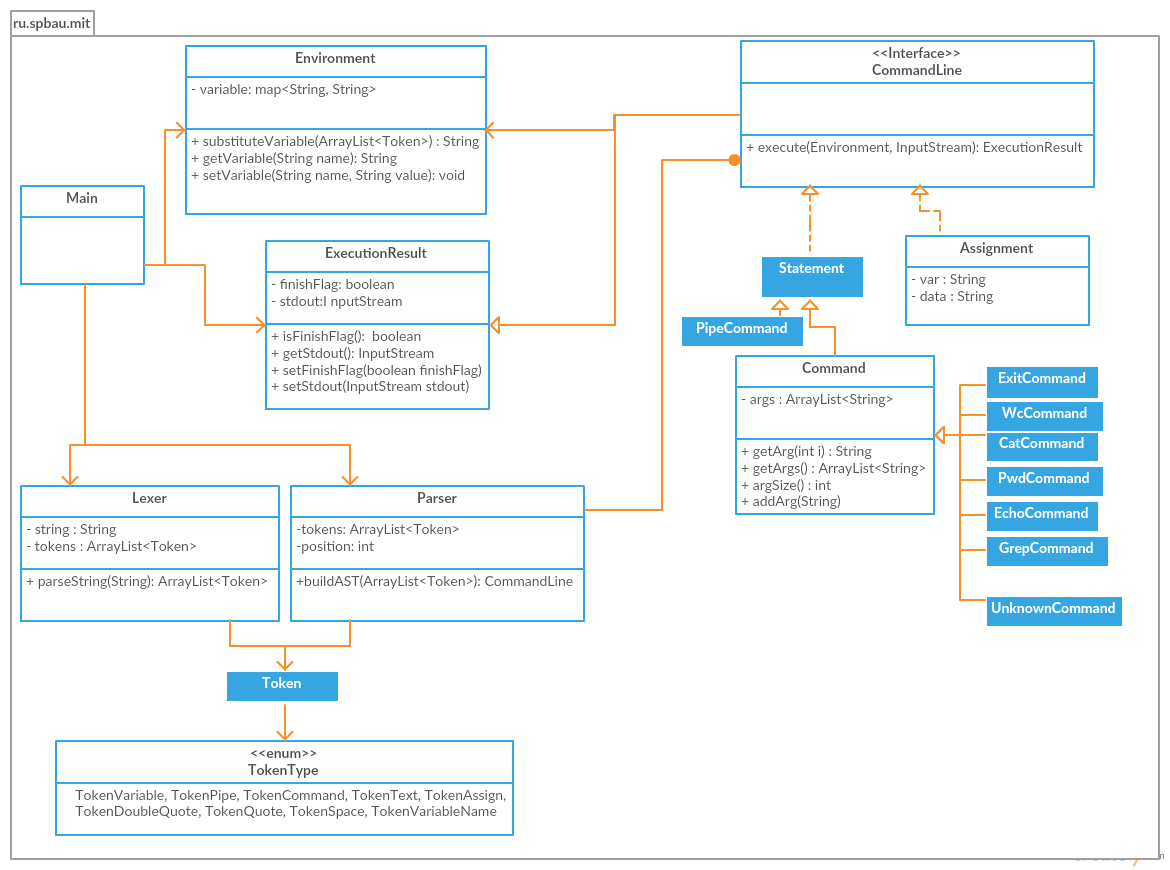 ru.spbau.mit
Environment
- variable: map<String, String>
+ substituteVariable(ArrayList<Token>) : String
+ getVariable(String name): String
+ setVariable(String name, String value): void
<<Interface>>
CommandLine
+ execute(Environment, InputStream): ExecutionResult
Main
ExecutionResult
- finishFlag: boolean
- stdout:I nputStream
+ isFinishFlag(): boolean
+ getStdout(): InputStream
+ setFinishFlag(boolean finishFlag)
+ setStdout(InputStream stdout)
Statement
Assignment
- var : String
- data : String
PipeCommand
Command
- args : ArrayList<String>
+ getArg(int i) : String
+ getArgs() : ArrayList<String>
+ argSize() : int
+ addArg(String)
ExitCommand
WcCommand
CatCommand
PwdCommand
EchoCommand
GrepCommand
UnknownCommand
Lexer
- string : String
- tokens : ArrayList<Token>
+ parseString(String): ArrayList<Token>
Parser
-tokens: ArrayList<Token>
-position: int
+buildAST(ArrayList<Token>): CommandLine
Token
<<enum>>
TokenType
TokenVariable, TokenPipe, TokenCommand, TokenText, TokenAssign,
TokenDoubleQuote, TokenQuote, TokenSpace, TokenVariableName